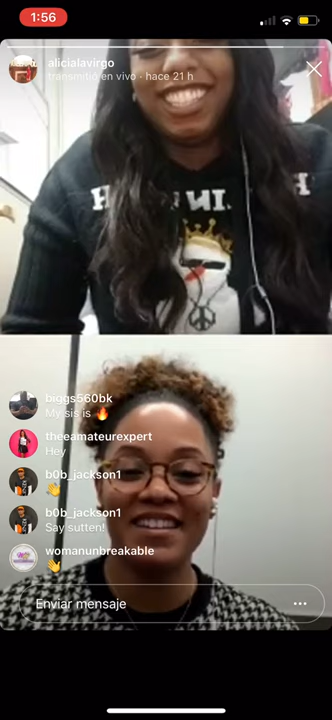 1:56
alicialavirgo
transmitió en vivo · hace 21 h
biggs560bk
My sis is 🔥
theeamateurexpert
Hey
b0b_jackson1
👋
b0b_jackson1
Say sutten!
womanunbreakable
👋
Enviar mensaje